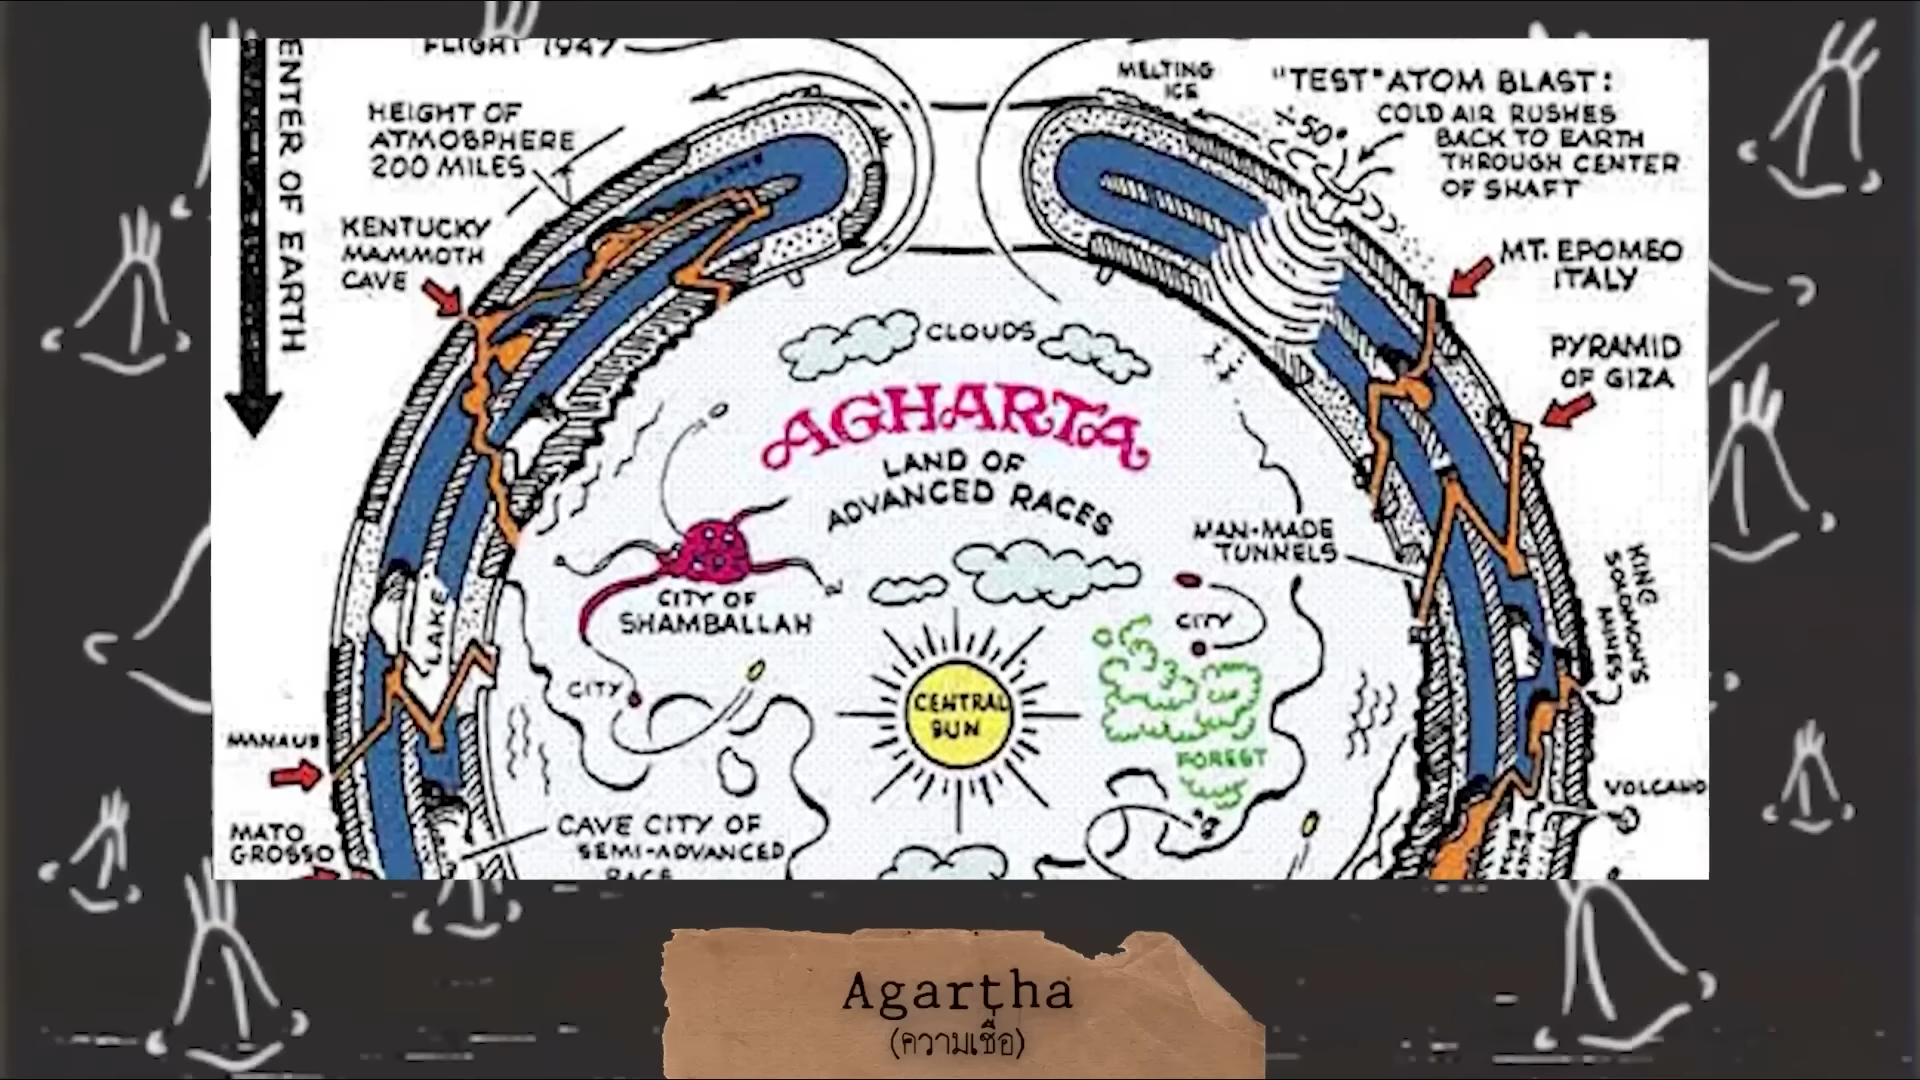 FLIGHT 1947
ENTER OF EARTH
HEIGHT OF
ATMOSPHERE
200 MILES
KENTUCKY
MAMMOTH
CAVE
MELTING
ICE
"TEST" ATOM BLAST:
COLD AIR RUSHES
BACK TO EARTH
THROUGH CENTER
OF SHAFT
50°
MT. EPOMEO
ITALY
PYRAMID
OF GIZA
CLOUDS
AGHARTA
LAND OF
ADVANCED RACES
MAN-MADE
TUNNELS
CITY OF
SHAMBALLAH
LAKE
CITY
CITY
CENTRAL
SUN
FOREST
KING
SOLOMON'S
MINES
MANAUS
VOLCANO
MATO
GROSSO
CAVE CITY OF
SEMI-ADVANCED
RACE
Agartha
(ความเชื่อ)